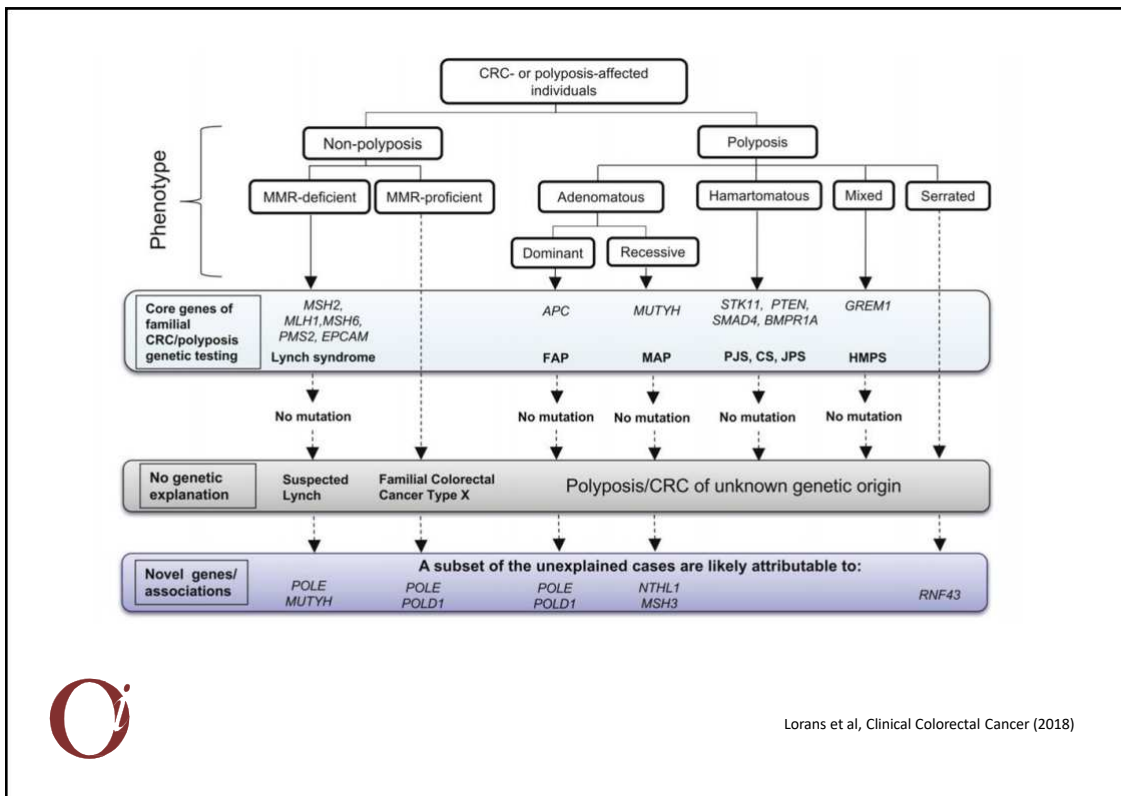 CRC- or polyposis-affected
individuals
Phenotype
Non-polyposis
Polyposis
MMR-deficient
MMR-proficient
Adenomatous
Hamartomatous
Mixed
Serrated
Dominant
Recessive
Core genes of
familial
CRC/polyposis
genetic testing
MSH2,
MLH1,MSH6,
PMS2, EPCAM
Lynch syndrome
APC
FAP
MUTYH
MAP
STK11, PTEN,
SMAD4, BMPR1A
PJS, CS, JPS
GREM1
HMPS
No mutation
No mutation
No mutation
No mutation
No mutation
No genetic
explanation
Suspected
Lynch
Familial Colorectal
Cancer Type X
Polyposis/CRC of unknown genetic origin
Novel genes/
associations
A subset of the unexplained cases are likely attributable to:
POLE
MUTYH
POLE
POLD1
POLE
POLD1
NTHL1
MSH3
RNF43
Oi
Lorans et al, Clinical Colorectal Cancer (2018)